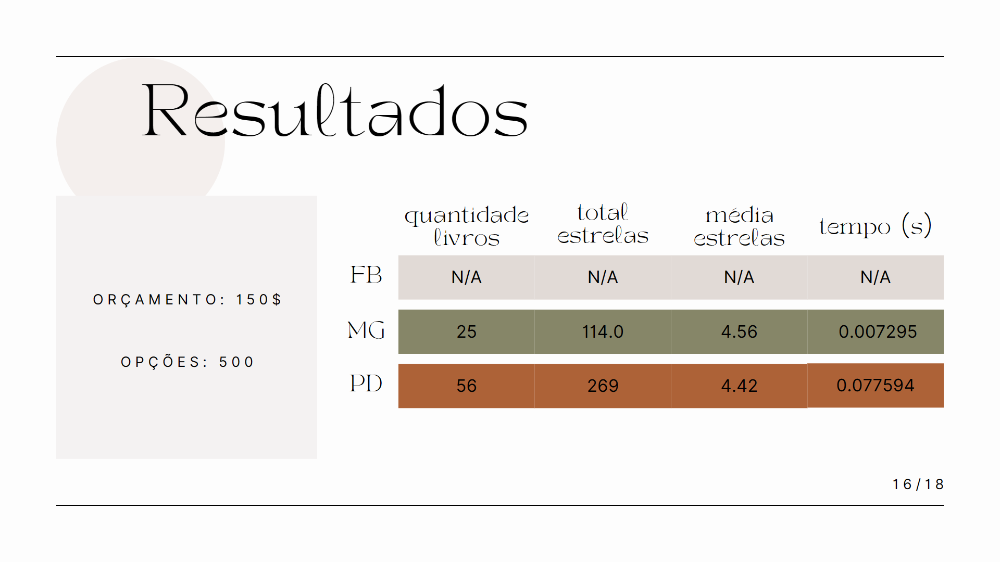 Resultados
ORÇAMENTO: 150$
OPÇÕES: 500
quantidade livros total estrelas média estrelas tempo (s)
FB N/A N/A N/A N/A
MG 25 114.0 4.56 0.007295
PD 56 269 4.42 0.077594
16/18